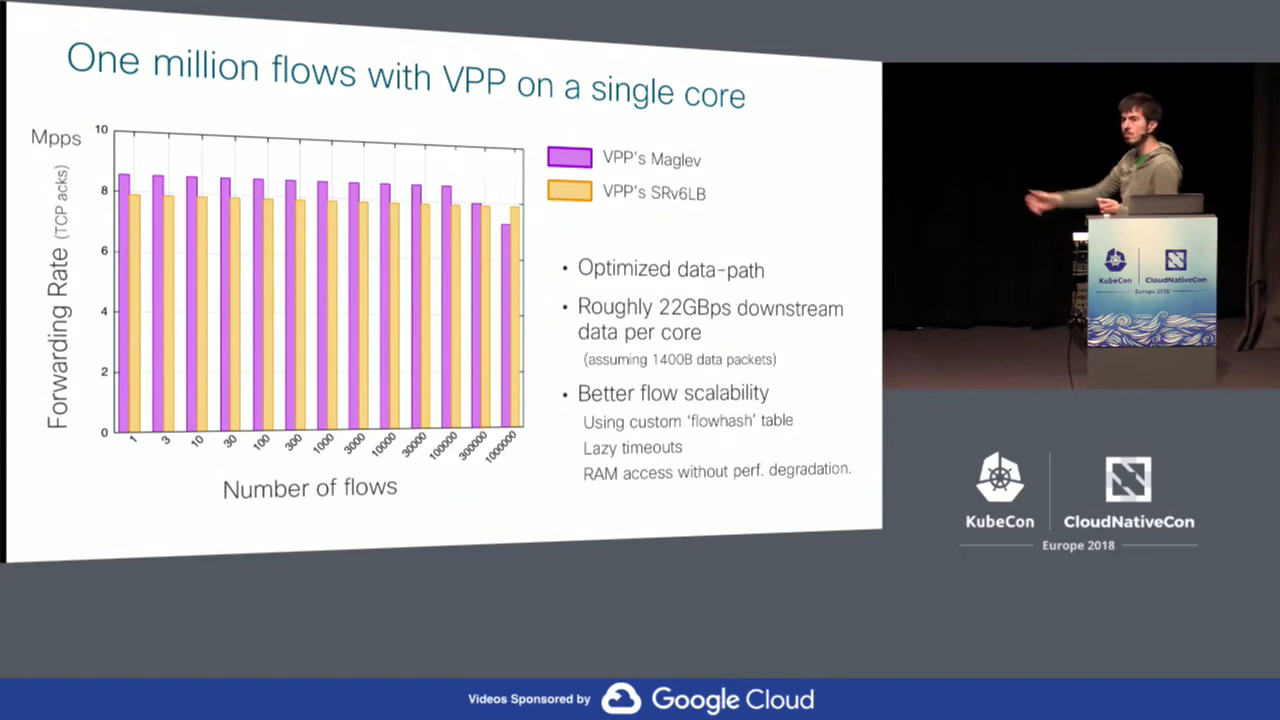 One million flows with VPP on a single core
Mpps
10
8
6
4
2
0
Forwarding Rate (TCP acks)
1
3
10
30
100
300
1000
3000
10000
30000
100000
300000
1000000
Number of flows
VPP's Maglev
VPP's SRv6LB
• Optimized data-path
• Roughly 22GBps downstream
data per core
(assuming 1400B data packets)
• Better flow scalability
Using custom 'flowhash' table
Lazy timeouts
RAM access without perf. degradation.
KubeCon
CloudNativeCon
Europe 2018
KubeCon
CloudNativeCon
Europe 2018
Videos Sponsored by
Google Cloud